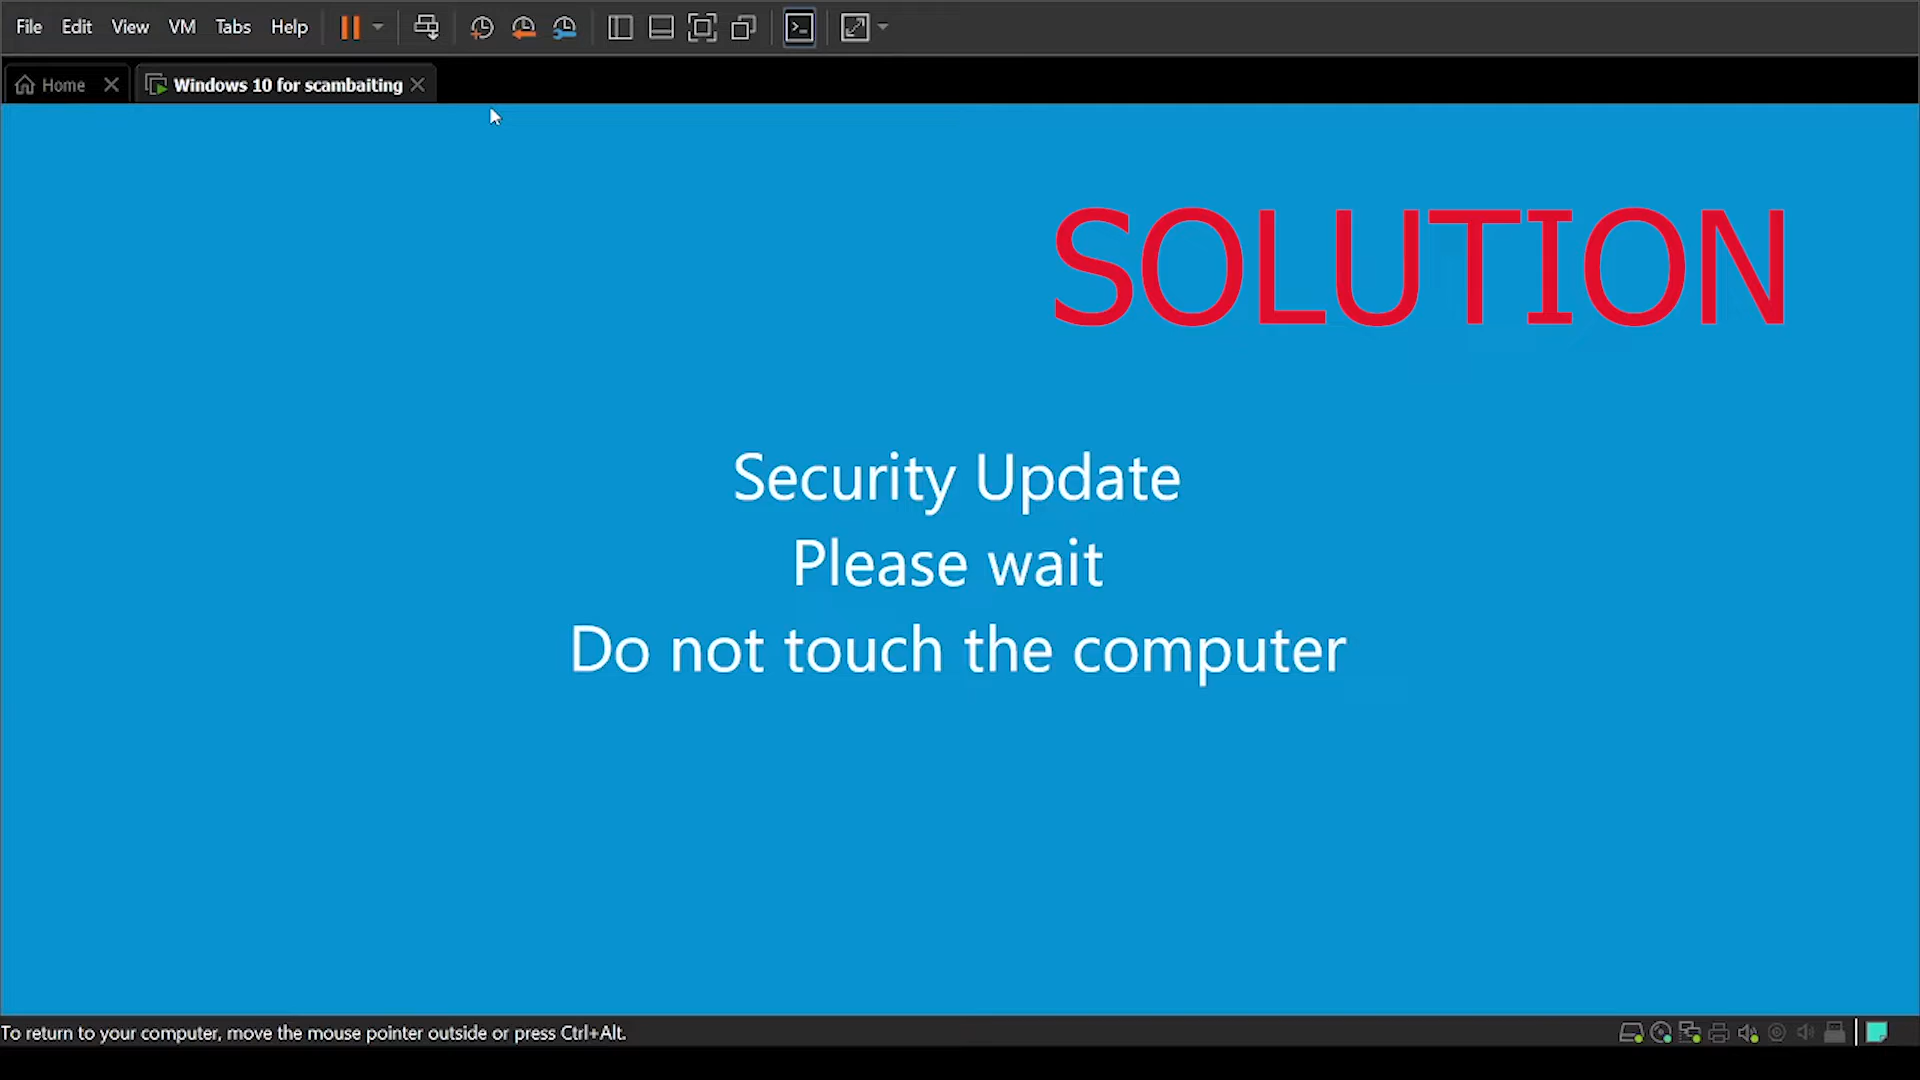 File Edit View VM Tabs Help
Home Windows 10 for scambaiting
SOLUTION
Security Update
Please wait
Do not touch the computer
To return to your computer, move the mouse pointer outside or press Ctrl+Alt.